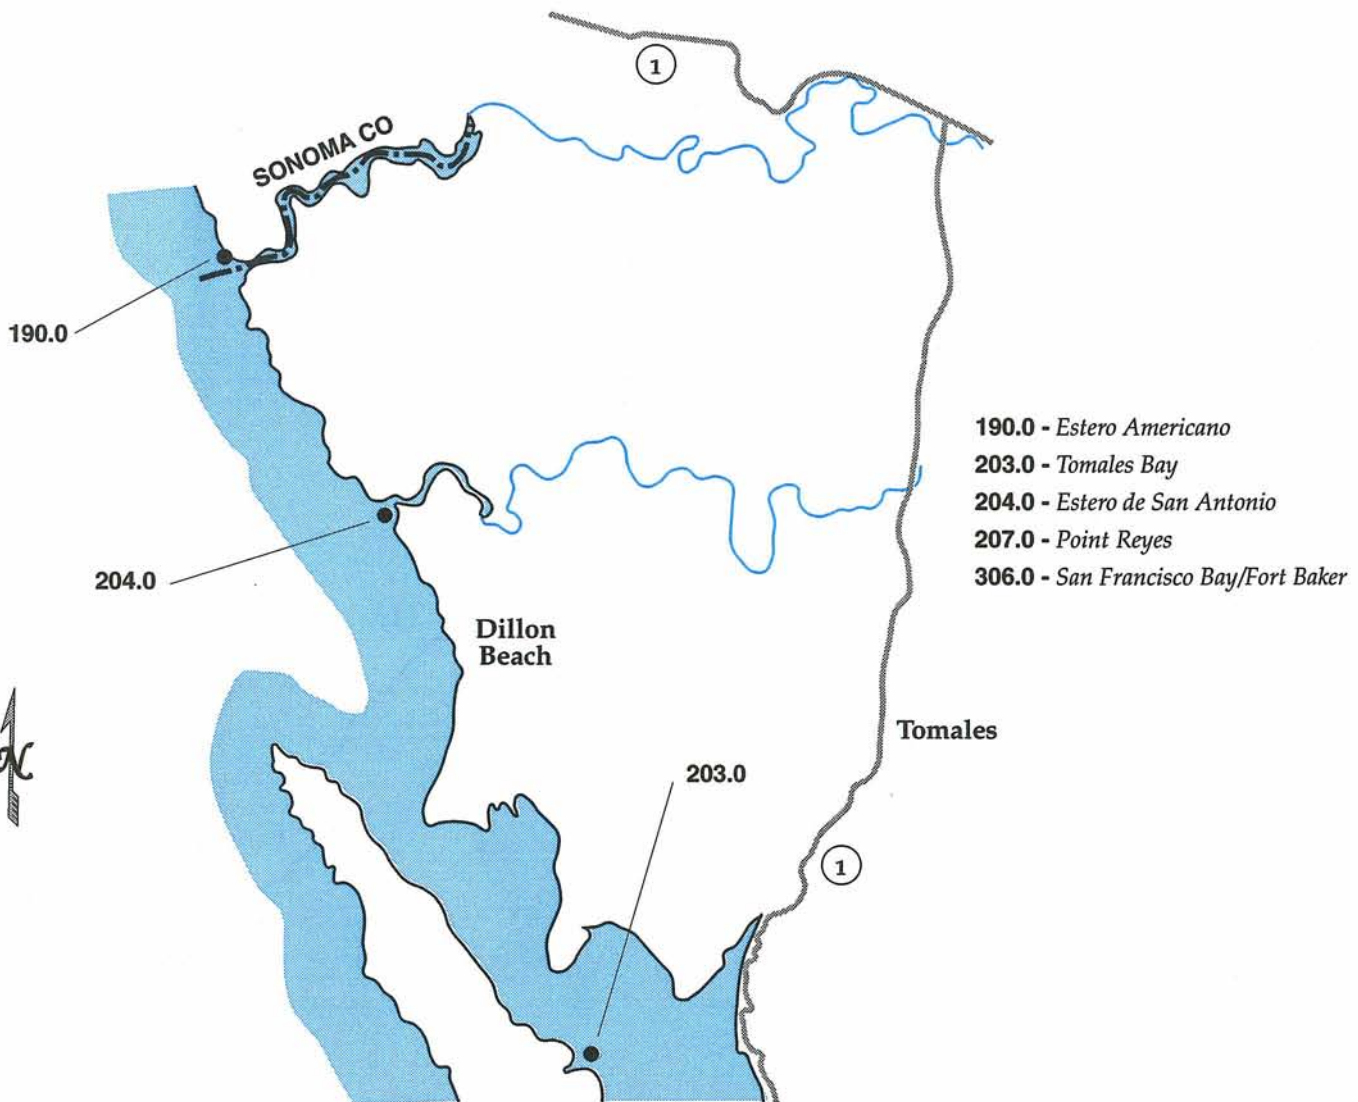 1
SONOMA CO
190.0
190.0 - Estero Americano
203.0 - Tomales Bay
204.0 - Estero de San Antonio
207.0 - Point Reyes
306.0 - San Francisco Bay/Fort Baker
204.0
Dillon
Beach
Tomales
N
203.0
1